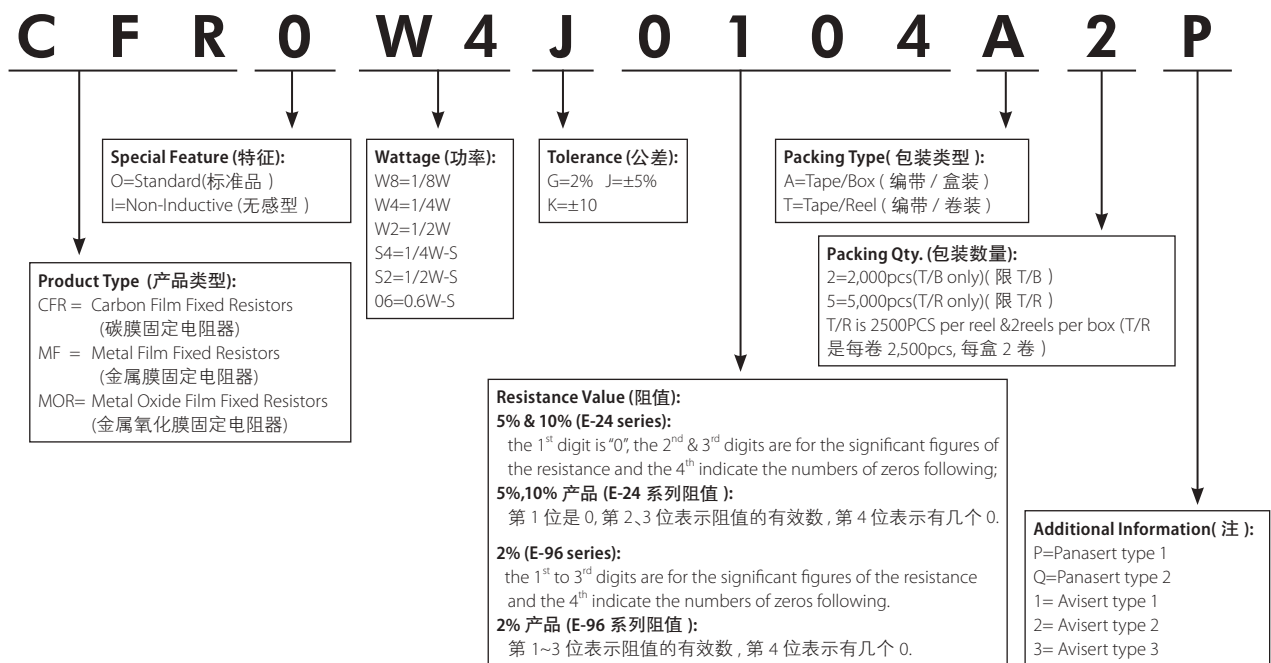 C F R 0 W 4 J 0 1 0 4 A 2 P
Special Feature (特征):
O=Standard(标准品 )
I=Non-Inductive (无感型 )
Wattage (功率):
W8=1/8W
W4=1/4W
W2=1/2W
S4=1/4W-S
S2=1/2W-S
06=0.6W-S
Tolerance (公差):
G=2% J=±5%
K=±10
Packing Type( 包装类型 ):
A=Tape/Box ( 编带 / 盒装 )
T=Tape/Reel ( 编带 / 卷装 )
Packing Qty. (包装数量):
2=2,000pcs(T/B only)( 限 T/B )
5=5,000pcs(T/R only)( 限 T/R )
T/R is 2500PCS per reel &2reels per box (T/R
是每卷 2,500pcs, 每盒 2 卷 )
Product Type (产品类型):
CFR = Carbon Film Fixed Resistors
(碳膜固定电阻器)
MF = Metal Film Fixed Resistors
(金属膜固定电阻器)
MOR= Metal Oxide Film Fixed Resistors
(金属氧化膜固定电阻器)
Resistance Value (阻值):
5% & 10% (E-24 series):
the 1st digit is “0”, the 2nd & 3rd digits are for the significant figures of
the resistance and the 4th indicate the numbers of zeros following;
5%,10% 产品 (E-24 系列阻值 ):
第 1 位是 0, 第 2、3 位表示阻值的有效数 , 第 4 位表示有几个 0.
2% (E-96 series):
the 1st to 3rd digits are for the significant figures of the resistance
and the 4th indicate the numbers of zeros following.
2% 产品 (E-96 系列阻值 ):
第 1~3 位表示阻值的有效数 , 第 4 位表示有几个 0.
Additional Information( 注 ):
P=Panasert type 1
Q=Panasert type 2
1= Avisert type 1
2= Avisert type 2
3= Avisert type 3